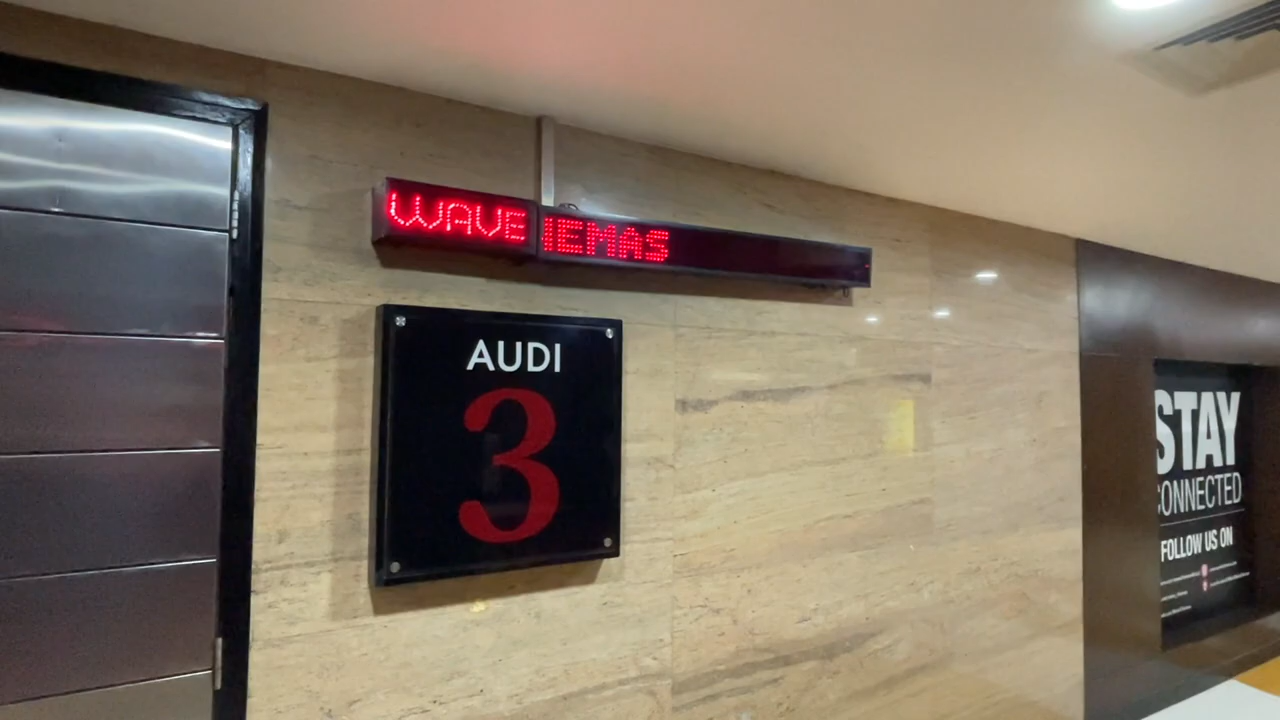 WAVE IEMAS
AUDI
3
STAY
CONNECTED
FOLLOW US ON